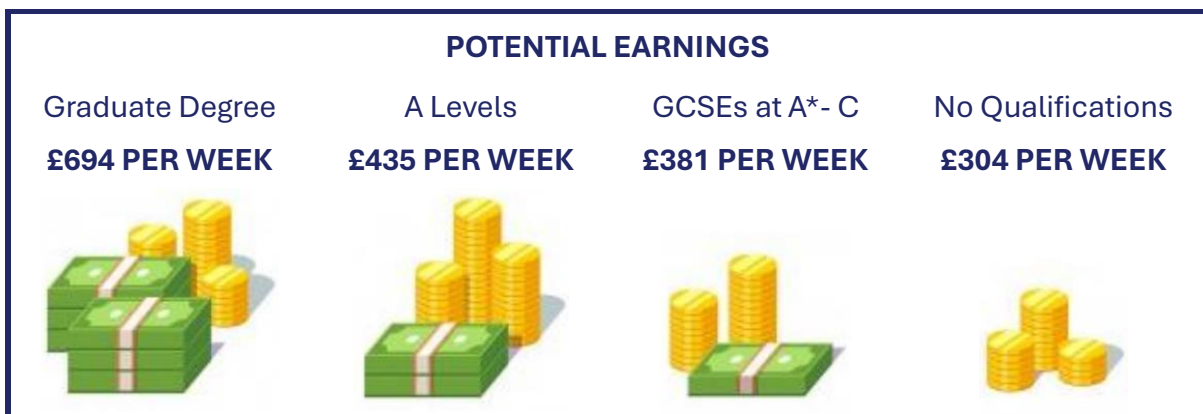 POTENTIAL EARNINGS
Graduate Degree A Levels GCSEs at A*- C No Qualifications
£694 PER WEEK £435 PER WEEK £381 PER WEEK £304 PER WEEK